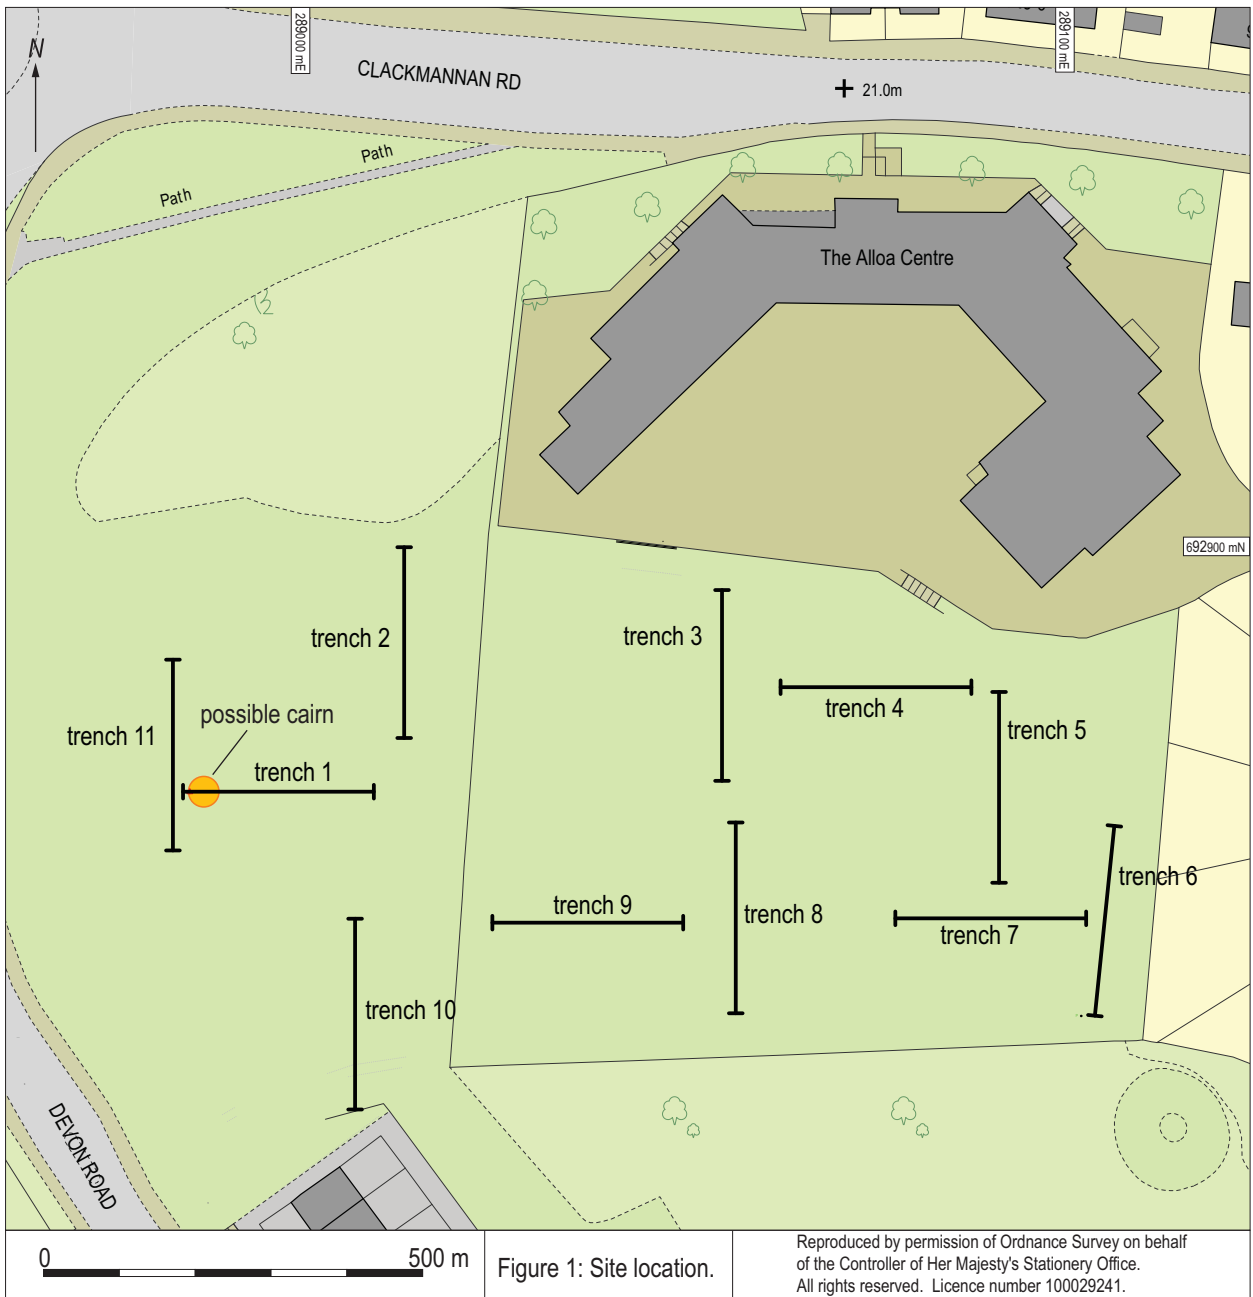 N
289000 mE
289100 mE
CLACKMANNAN RD
21.0m
Path
Path
The Alloa Centre
692900 mN
trench 2
trench 3
trench 4
trench 5
trench 11
possible cairn
trench 1
trench 6
trench 9
trench 8
trench 7
trench 10
DEVON ROAD
0
500 m
Figure 1: Site location.
Reproduced by permission of Ordnance Survey on behalf
of the Controller of Her Majesty's Stationery Office.
All rights reserved. Licence number 100029241.